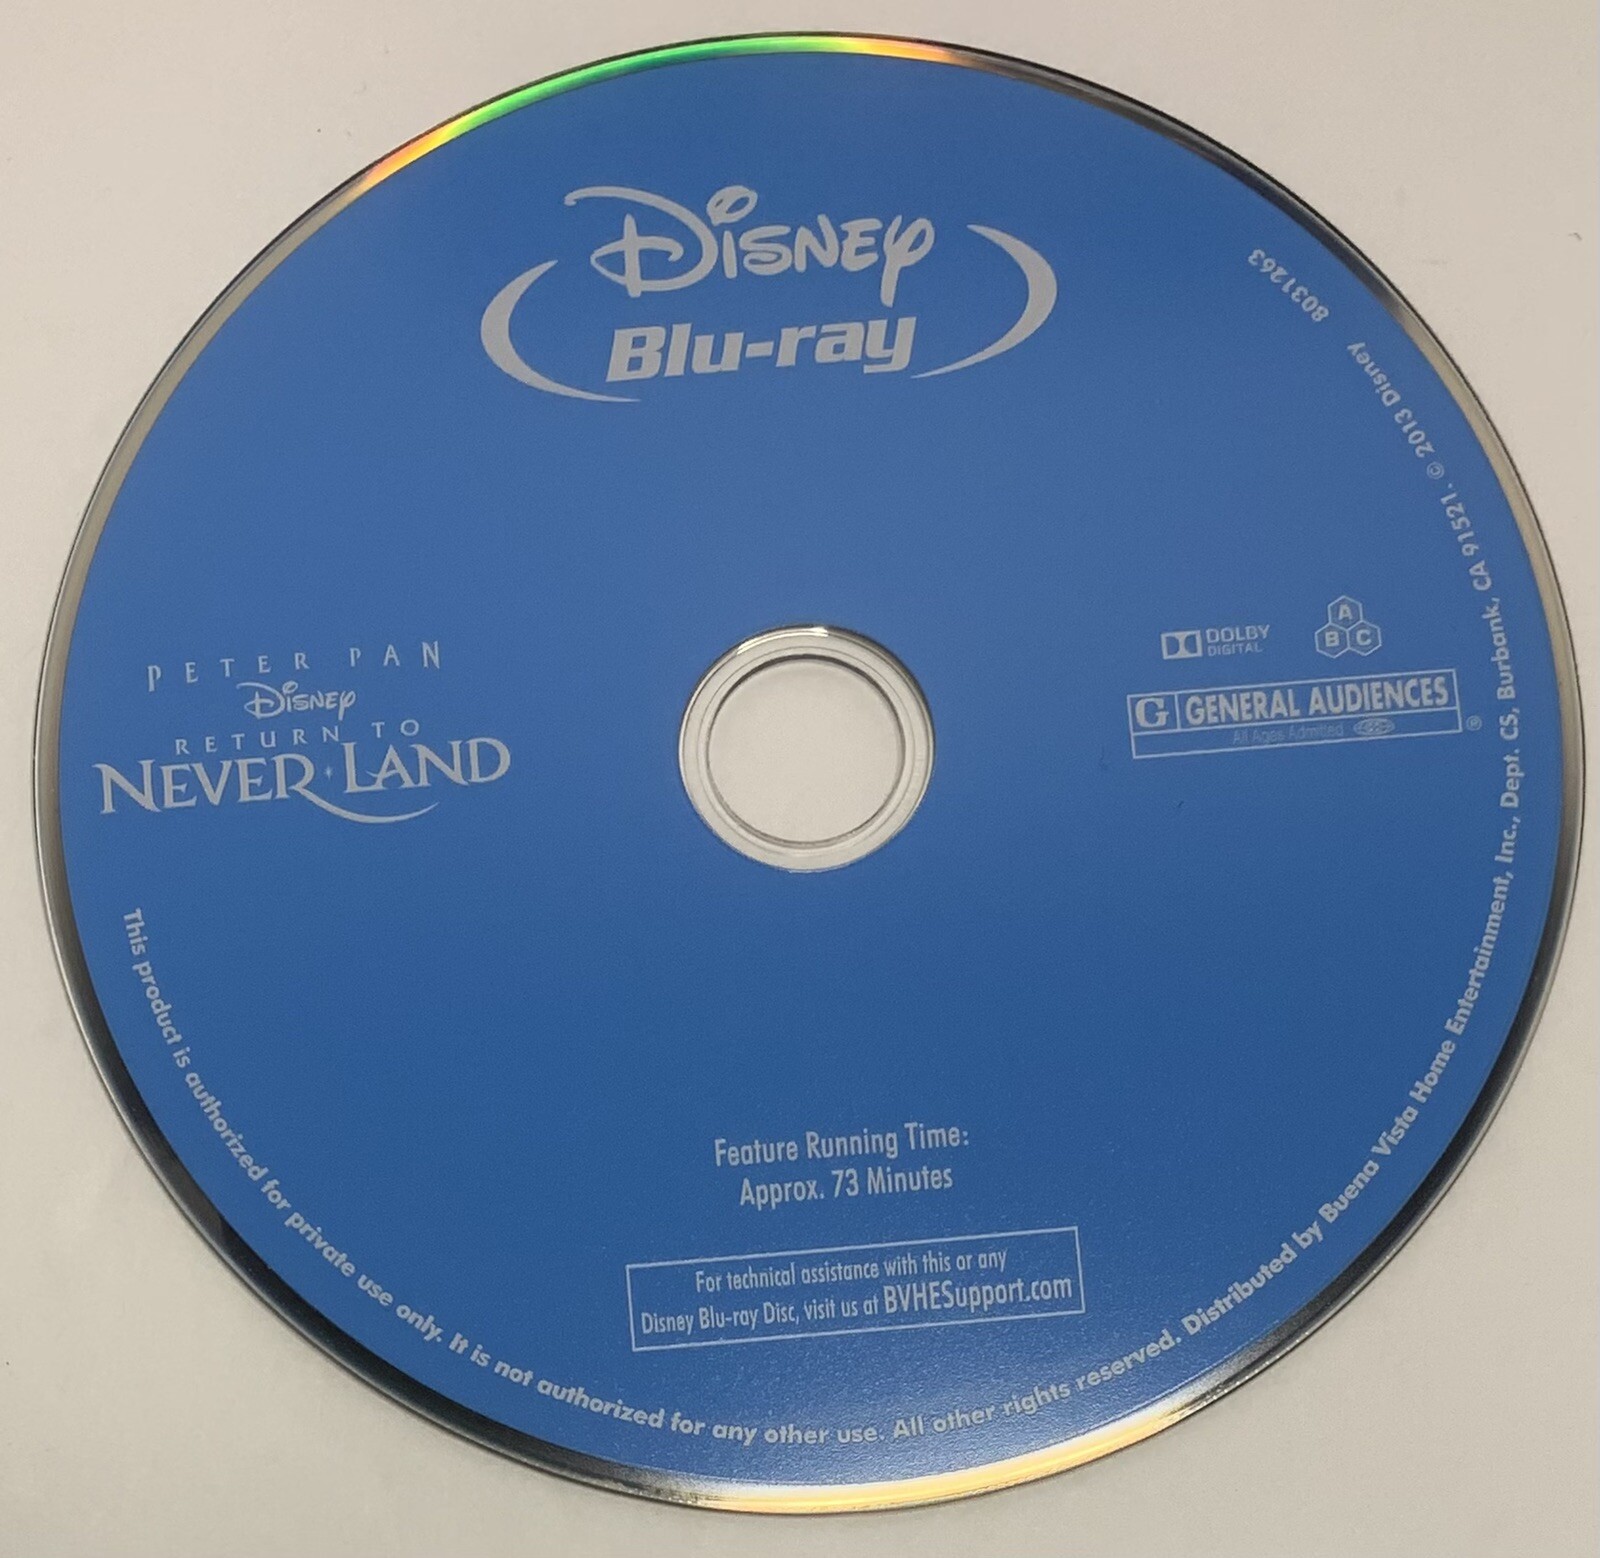 Disney
Blu-ray
PETER PAN
Disney
RETURN TO
NEVER LAND
DOLBY
DIGITAL
A
B C
G GENERAL AUDIENCES
All Ages Admitted ®
Feature Running Time:
Approx. 73 Minutes
For technical assistance with this or any
Disney Blu-ray Disc, visit us at BVHESupport.com
This product is authorized for private use only. It is not authorized for any other use. All other rights reserved. Distributed by Buena Vista Home Entertainment, Inc., Dept. CS, Burbank, CA 91521. © 2013 Disney 8031263